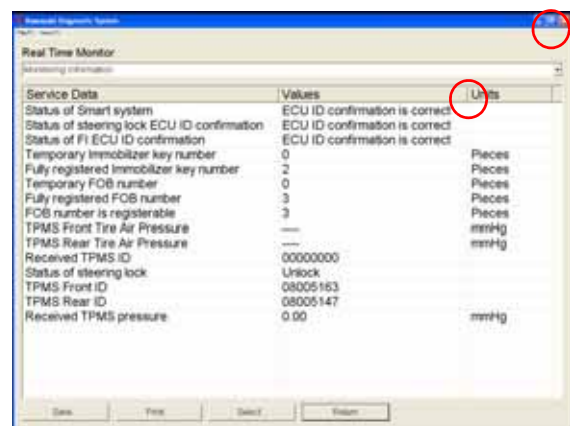 Kawasaki Diagnostic System
Real Time Monitor
Monitoring Information
Service Data Values Units
Status of Smart system ECU ID confirmation is correct
Status of steering lock ECU ID confirmation ECU ID confirmation is correct
Status of FI ECU ID confirmation ECU ID confirmation is correct
Temporary Immobilizer key number 0 Pieces
Fully registered Immobilizer key number 2 Pieces
Temporary FOB number 0 Pieces
Fully registered FOB number 3 Pieces
FOB number is registerable 3 Pieces
TPMS Front Tire Air Pressure ---- mmHg
TPMS Rear Tire Air Pressure ---- mmHg
Received TPMS ID 00000000
Status of steering lock Unlock
TPMS Front ID 08005163
TPMS Rear ID 08005147
Received TPMS pressure 0.00 mmHg
Save Print Select Return